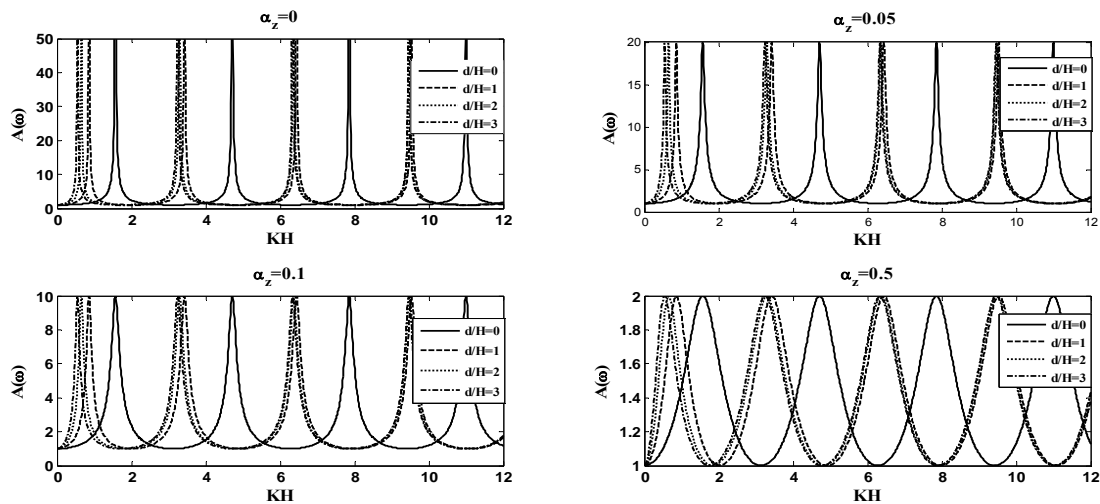 α_z=0
50
40
30
20
10
0
A(ω)
0 2 4 6 8 10 12
KH
d/H=0
d/H=1
d/H=2
d/H=3
α_z=0.05
20
15
10
5
0
A(ω)
0 2 4 6 8 10 12
KH
d/H=0
d/H=1
d/H=2
d/H=3
α_z=0.1
10
8
6
4
2
0
A(ω)
0 2 4 6 8 10 12
KH
d/H=0
d/H=1
d/H=2
d/H=3
α_z=0.5
2
1.8
1.6
1.4
1.2
1
A(ω)
0 2 4 6 8 10 12
KH
d/H=0
d/H=1
d/H=2
d/H=3